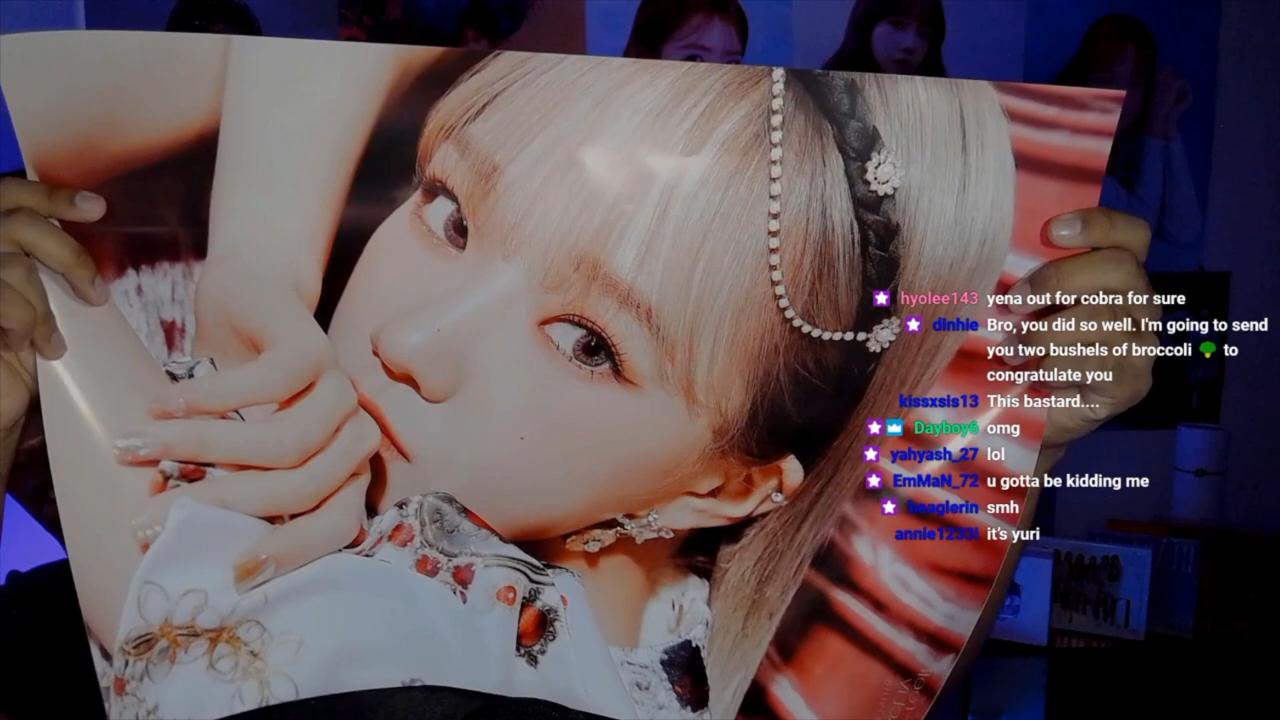 hyolee143 yena out for cobra for sure
dinhie Bro, you did so well. I'm going to send
you two bushels of broccoli 🥦 to
congratulate you
kissxsis13 This bastard....
Dayboy6 omg
yahyash_27 lol
EmMaN_72 u gotta be kidding me
heaglerin smh
it's yuri